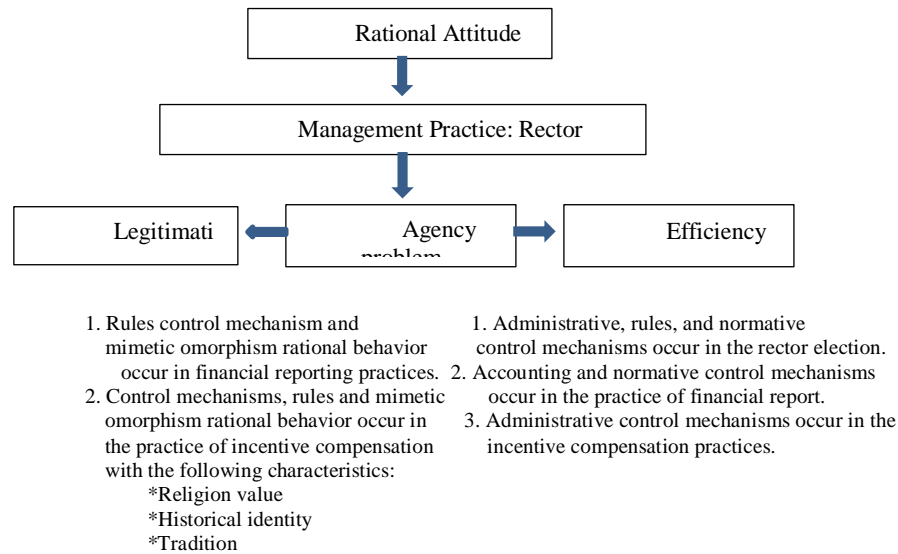 Rational Attitude
Management Practice: Rector
Legitimati
Agency
problem
Efficiency
1. Rules control mechanism and
mimetic omorphism rational behavior
occur in financial reporting practices.
2. Control mechanisms, rules and mimetic
omorphism rational behavior occur in
the practice of incentive compensation
with the following characteristics:
*Religion value
*Historical identity
*Tradition
1. Administrative, rules, and normative
control mechanisms occur in the rector election.
2. Accounting and normative control mechanisms
occur in the practice of financial report.
3. Administrative control mechanisms occur in the
incentive compensation practices.